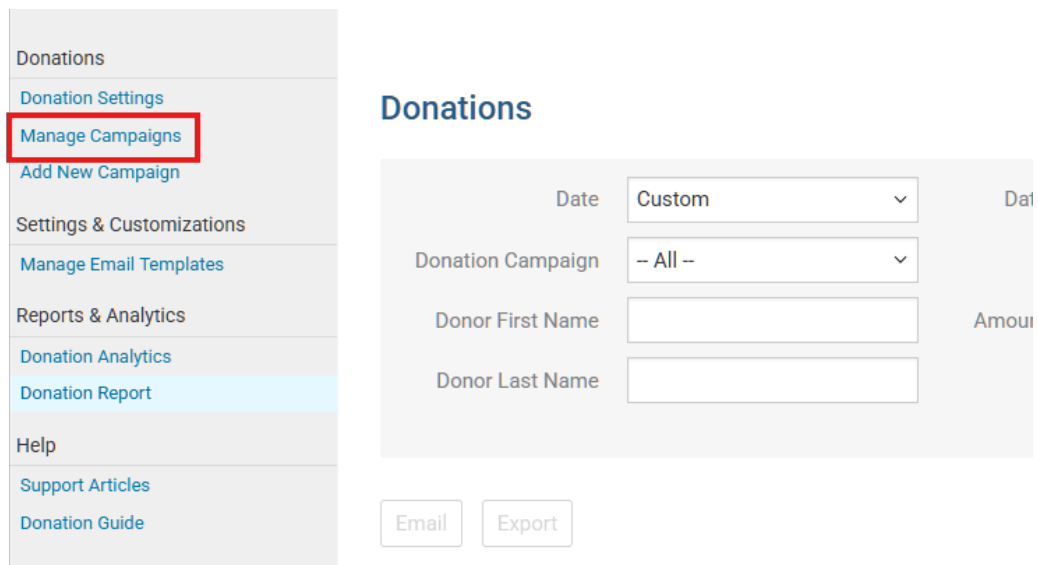 Donations
Donation Settings
Manage Campaigns
Add New Campaign
Settings & Customizations
Manage Email Templates
Reports & Analytics
Donation Analytics
Donation Report
Help
Support Articles
Donation Guide
Donations
Date Custom
Donation Campaign -- All --
Donor First Name
Donor Last Name
Email Export